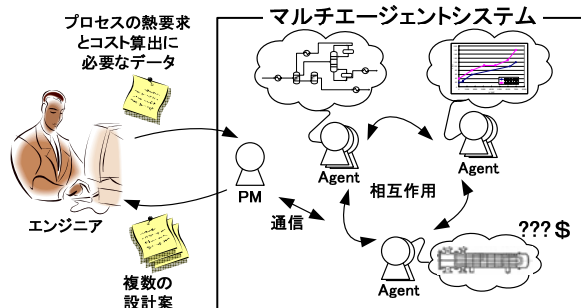 プロセスの熱要求
とコスト算出に
必要なデータ
マルチエージェントシステム
エンジニア
PM
Agent
Agent
相互作用
通信
???$
Agent
複数の
設計案